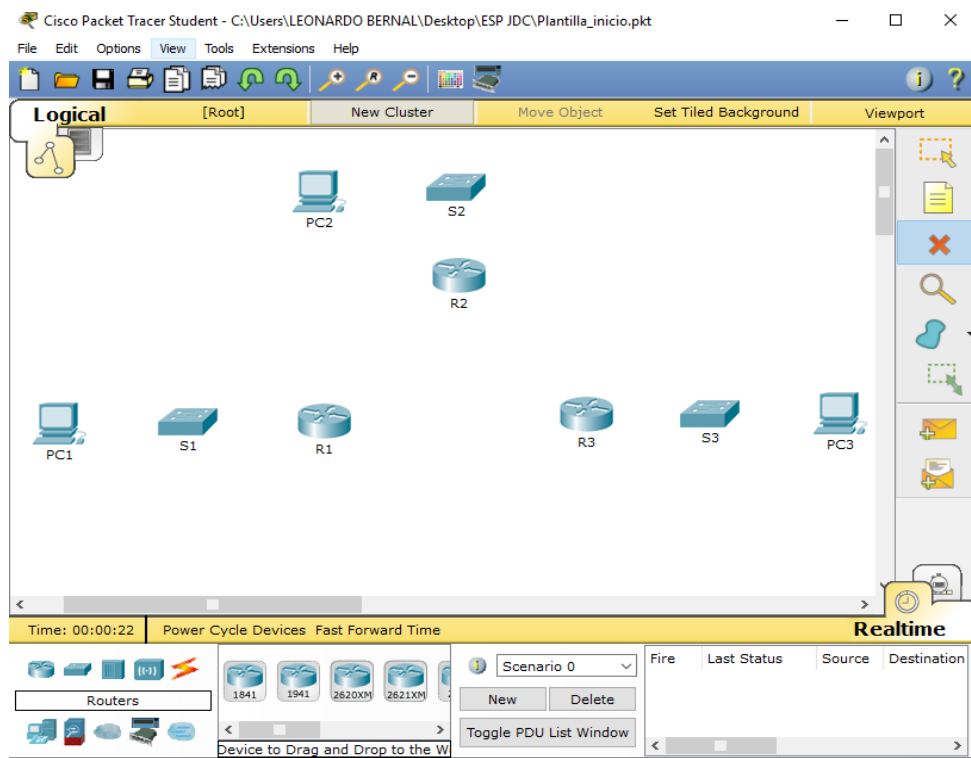 Cisco Packet Tracer Student - C:\Users\LEONARDO BERNAL\Desktop\ESP JDC\Plantilla_inicio.pkt
File Edit Options View Tools Extensions Help
Logical [Root] New Cluster Move Object Set Tiled Background Viewport
PC2
S2
R2
PC1
S1
R1
R3
S3
PC3
Time: 00:00:22 Power Cycle Devices Fast Forward Time Realtime
Routers
1841 1941 2620XM 2621XM
Device to Drag and Drop to the W
Scenario 0
New Delete
Toggle PDU List Window
Fire Last Status Source Destination